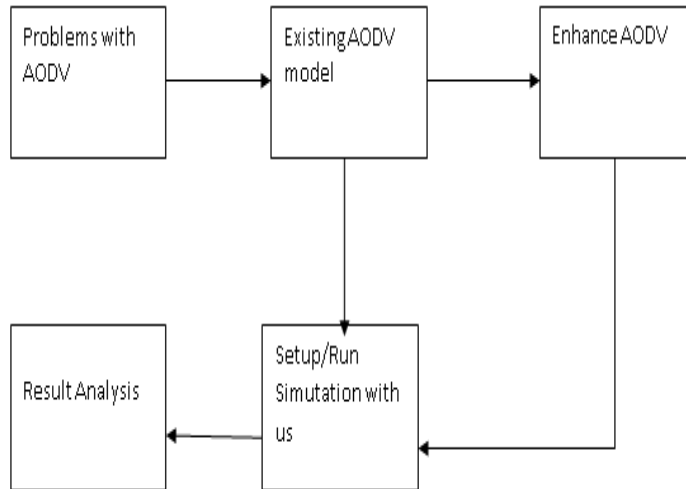 Problems with
AODV
Existing AODV
model
Enhance AODV
Result Analysis
Setup/Run
Simutation with
us